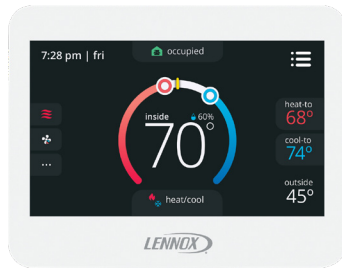 7:28 pm | fri
occupied
inside
60%
70°
heat-to
68°
cool-to
74°
outside
45°
heat/cool
LENNOX